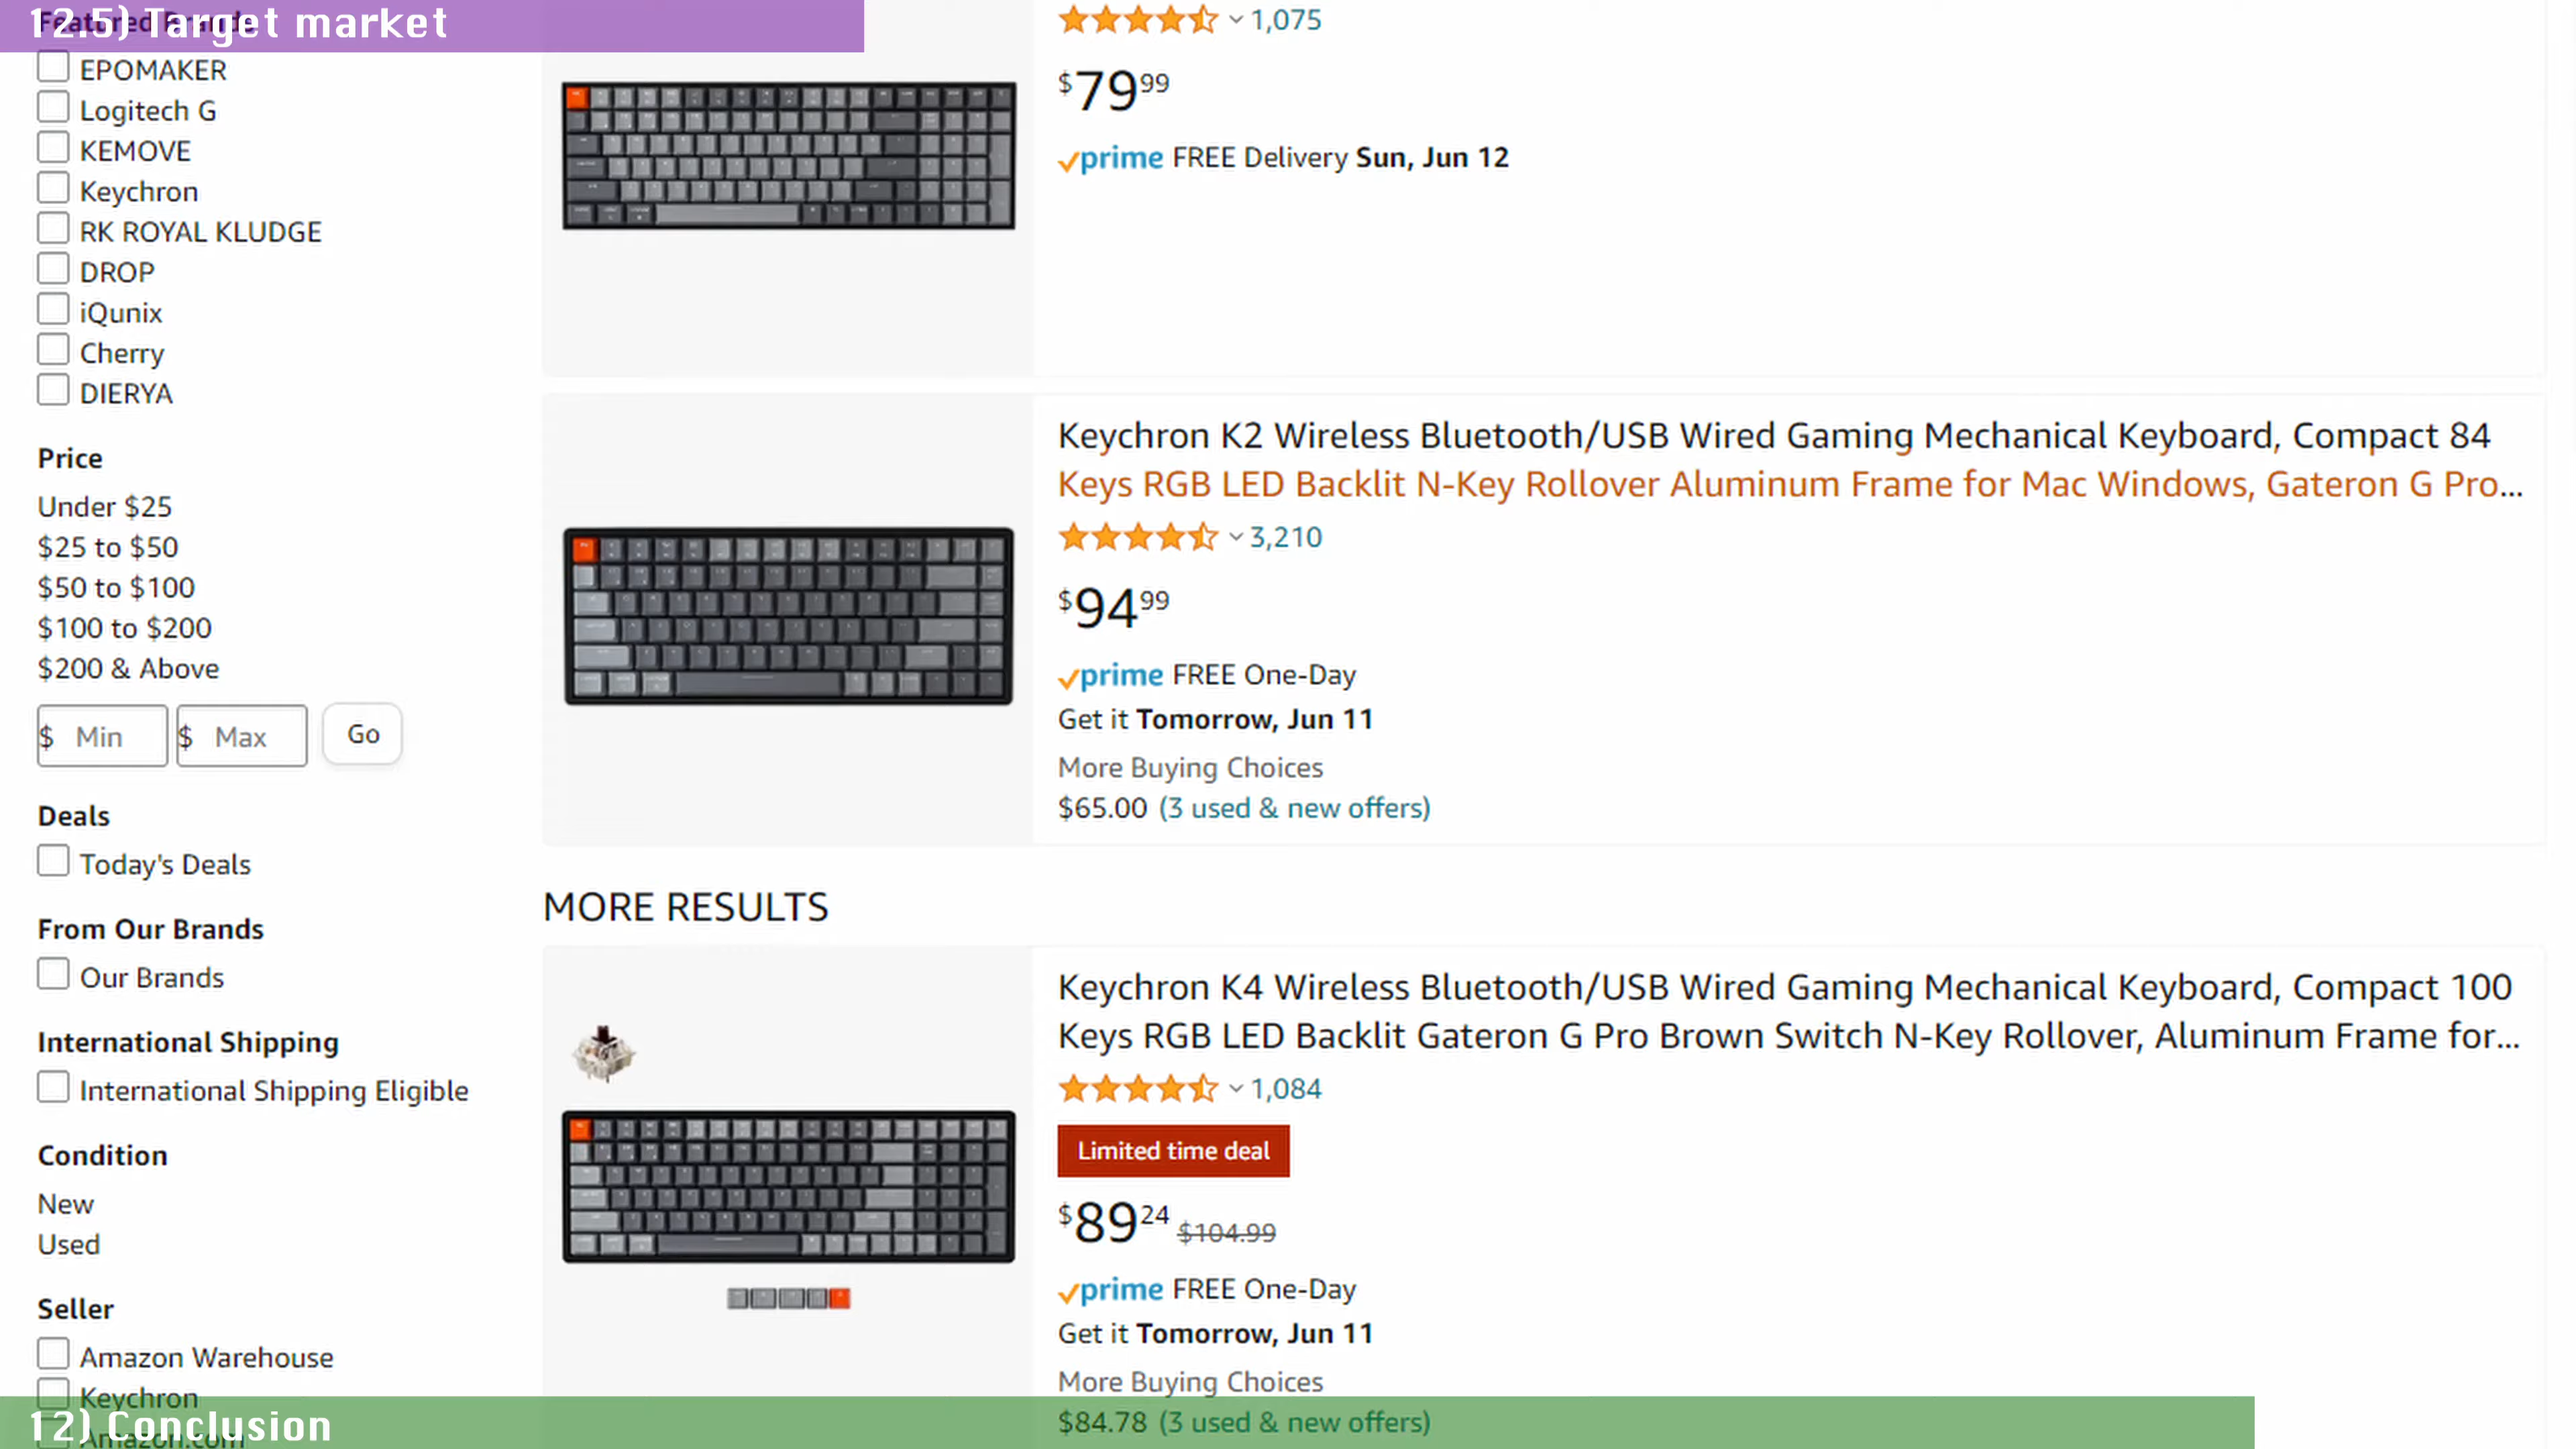 12.5) Target market
Featured Brands
EPOMAKER
Logitech G
KEMOVE
Keychron
RK ROYAL KLUDGE
DROP
iQunix
Cherry
DIERYA
Price
Under $25
$25 to $50
$50 to $100
$100 to $200
$200 & Above
$ Min $ Max Go
Deals
Today's Deals
From Our Brands
Our Brands
International Shipping
International Shipping Eligible
Condition
New
Used
Seller
Amazon Warehouse
Keychron
Amazon.com
12) Conclusion
1,075
$79.99
prime FREE Delivery Sun, Jun 12
Keychron K2 Wireless Bluetooth/USB Wired Gaming Mechanical Keyboard, Compact 84
Keys RGB LED Backlit N-Key Rollover Aluminum Frame for Mac Windows, Gateron G Pro...
3,210
$94.99
prime FREE One-Day
Get it Tomorrow, Jun 11
More Buying Choices
$65.00 (3 used & new offers)
MORE RESULTS
Keychron K4 Wireless Bluetooth/USB Wired Gaming Mechanical Keyboard, Compact 100
Keys RGB LED Backlit Gateron G Pro Brown Switch N-Key Rollover, Aluminum Frame for...
1,084
Limited time deal
$89.24 $104.99
prime FREE One-Day
Get it Tomorrow, Jun 11
More Buying Choices
$84.78 (3 used & new offers)